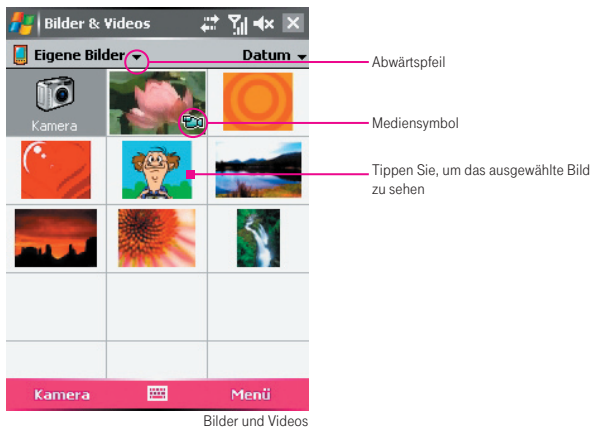 Bilder & Videos
Eigene Bilder
Datum
Abwärtspfeil
Kamera
Mediensymbol
Tippen Sie, um das ausgewählte Bild
zu sehen
Kamera
Menü
Bilder und Videos